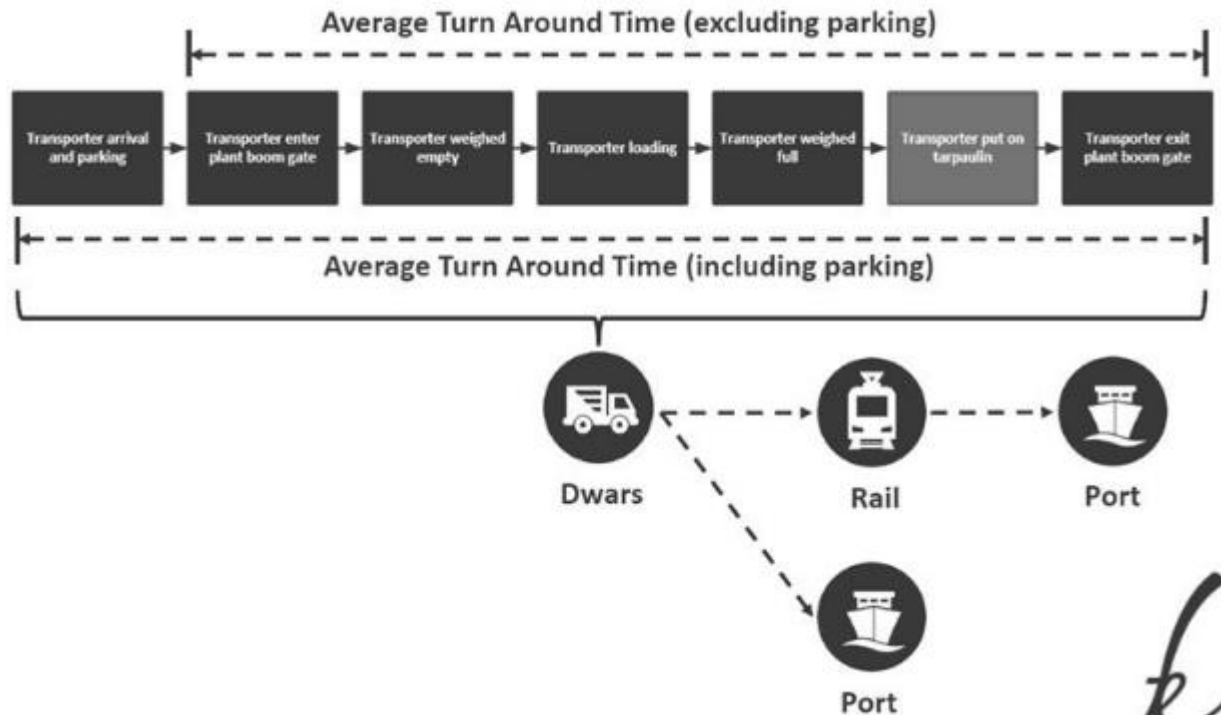 Average Turn Around Time (excluding parking)
Transporter arrival
and parking
Transporter enter
plant boom gate
Transporter weighed
empty
Transporter loading
Transporter weighed
full
Transporter put on
tarpaulin
Transporter exit
plant boom gate
Average Turn Around Time (including parking)
Dwars
Rail
Port
Port